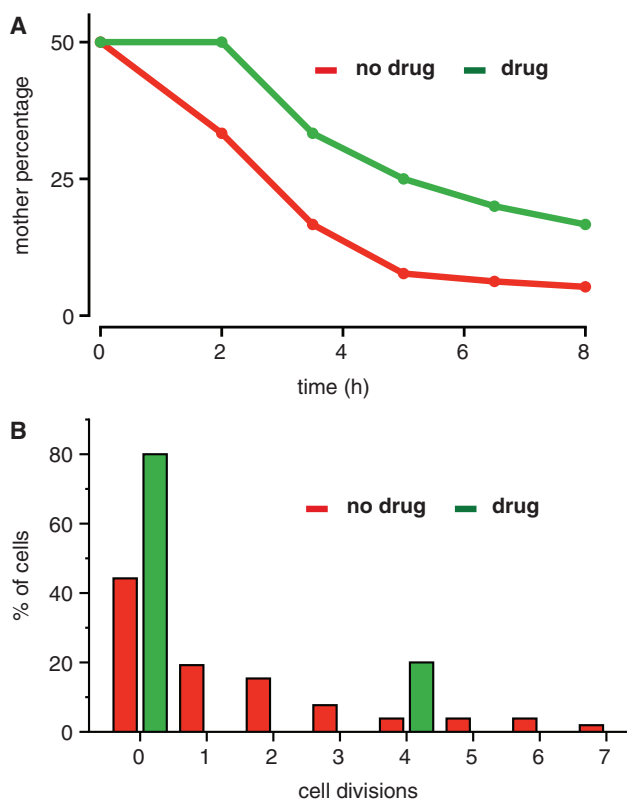 A
50
no drug
drug
25
mother percentage
0
0 2 4 6 8
time (h)
B
80
no drug
drug
60
% of cells
40
20
0
0 1 2 3 4 5 6 7
cell divisions